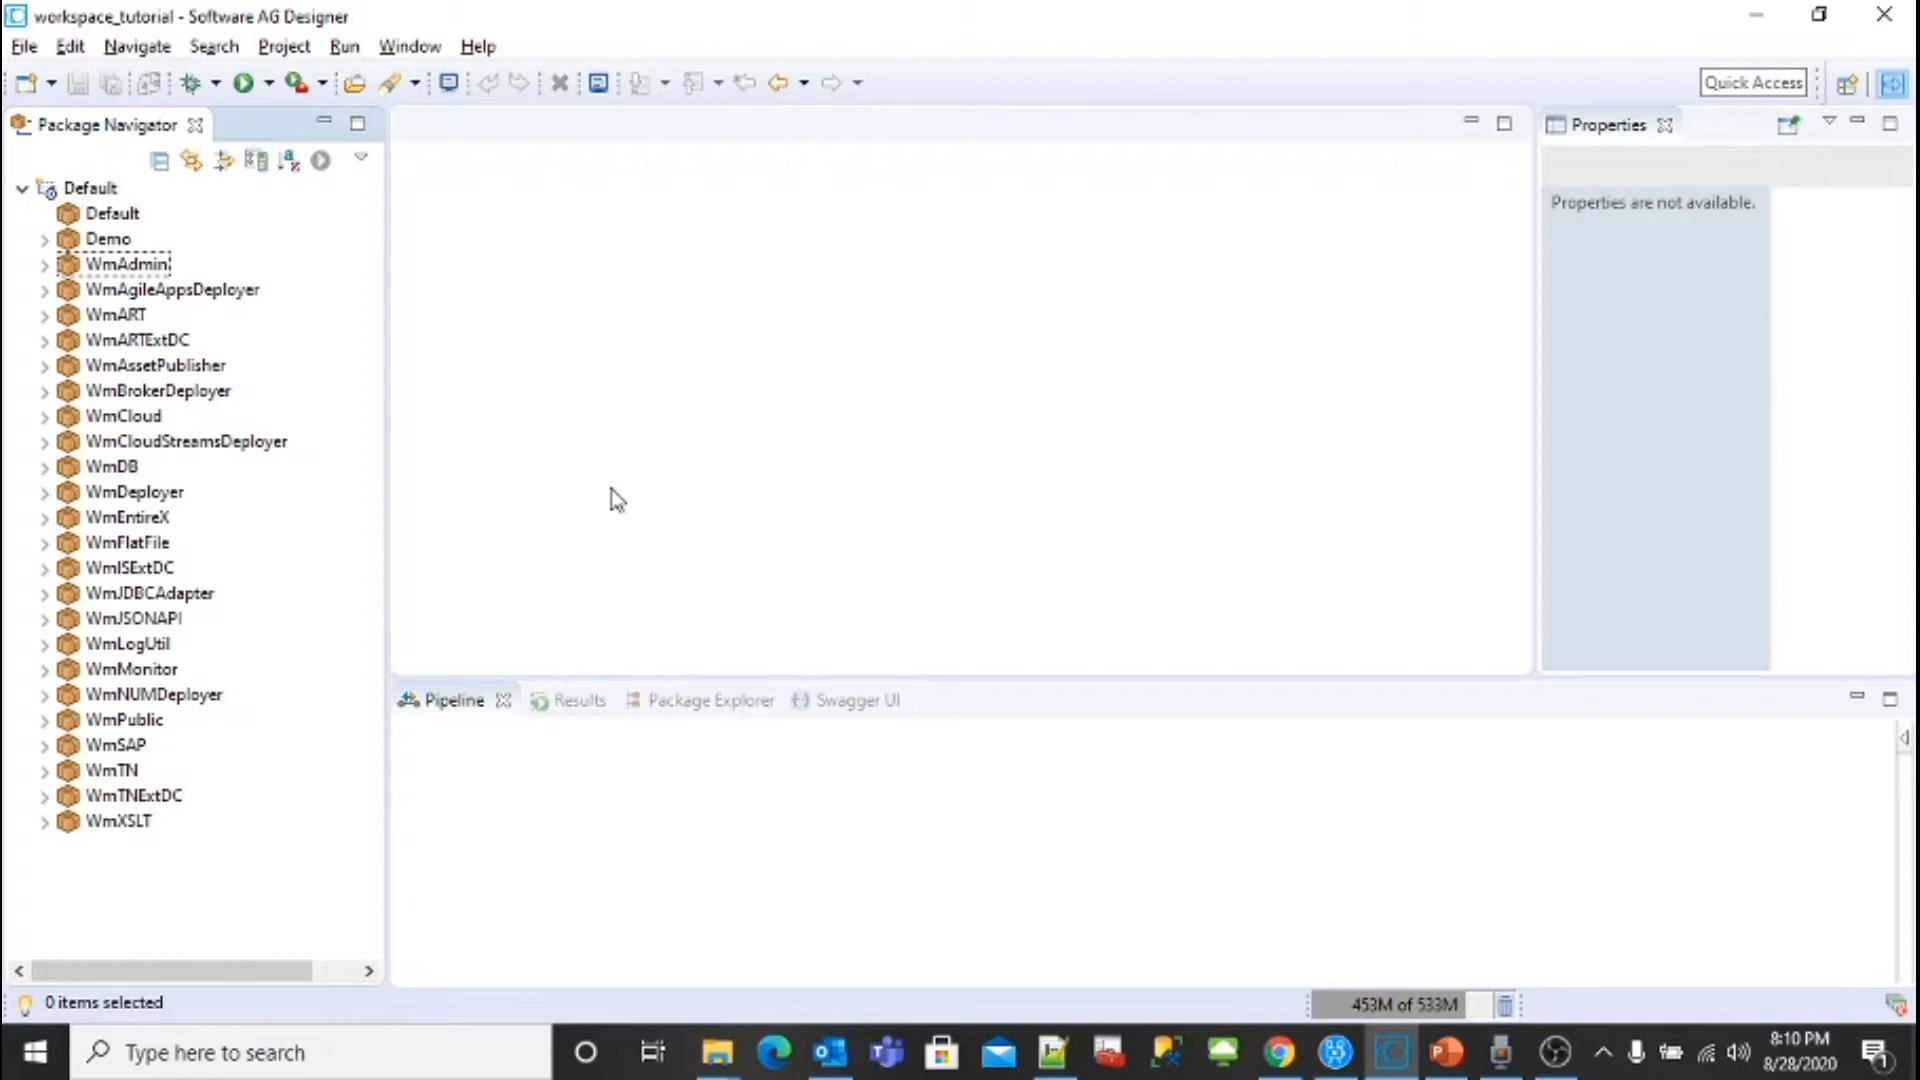 workspace_tutorial - Software AG Designer
File Edit Navigate Search Project Run Window Help
Quick Access
Package Navigator
Properties
Default
Default
Demo
WmAdmin
WmAgileAppsDeployer
WmART
WmARTExtDC
WmAssetPublisher
WmBrokerDeployer
WmCloud
WmCloudStreamsDeployer
WmDB
WmDeployer
WmEntireX
WmFlatFile
WmISExtDC
WmJDBCAdapter
WmJSONAPI
WmLogUtil
WmMonitor
WmNUMDeployer
WmPublic
WmSAP
WmTN
WmTNExtDC
WmXSLT
Properties are not available.
Pipeline Results Package Explorer Swagger UI
0 items selected
453M of 533M
Type here to search
8:10 PM
8/28/2020
1